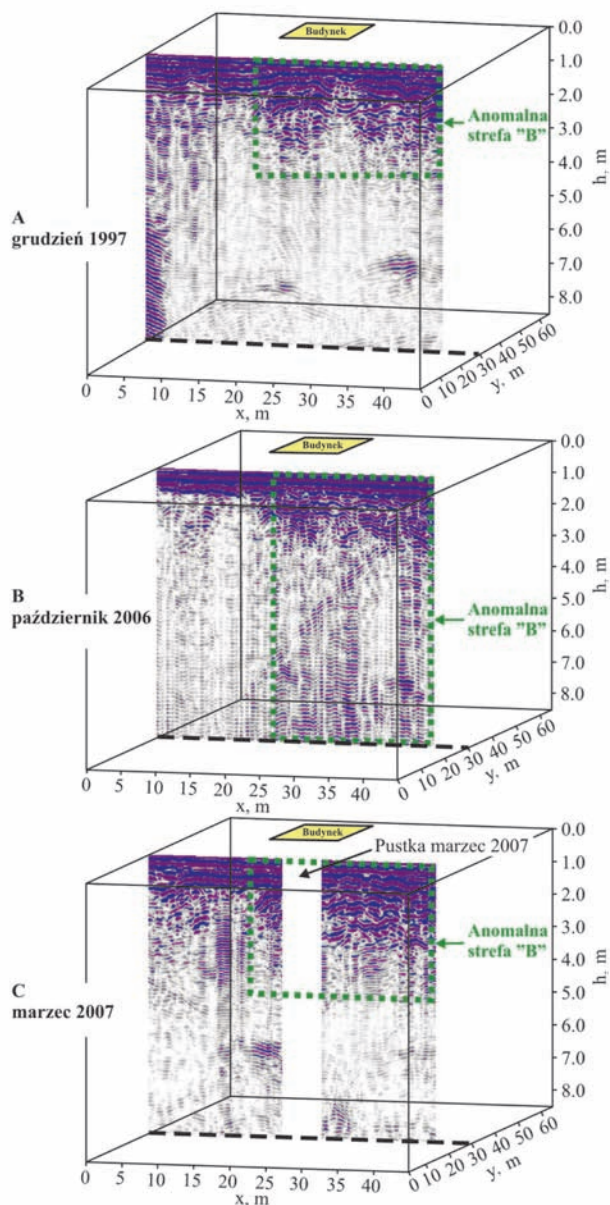 Budynek
0.0
1.0
2.0
3.0
4.0
5.0
6.0
7.0
8.0
h, m
Anomalna
strefa "B"
A
grudzień 1997
0 5 10 15 20 25 30 35 40
x, m
0 10 20 30 40 50 60
y, m
Budynek
0.0
1.0
2.0
3.0
4.0
5.0
6.0
7.0
8.0
h, m
Anomalna
strefa "B"
B
październik 2006
0 5 10 15 20 25 30 35 40
x, m
0 10 20 30 40 50 60
y, m
Budynek
Pustka marzec 2007
0.0
1.0
2.0
3.0
4.0
5.0
6.0
7.0
8.0
h, m
Anomalna
strefa "B"
C
marzec 2007
0 5 10 15 20 25 30 35 40
x, m
0 10 20 30 40 50 60
y, m